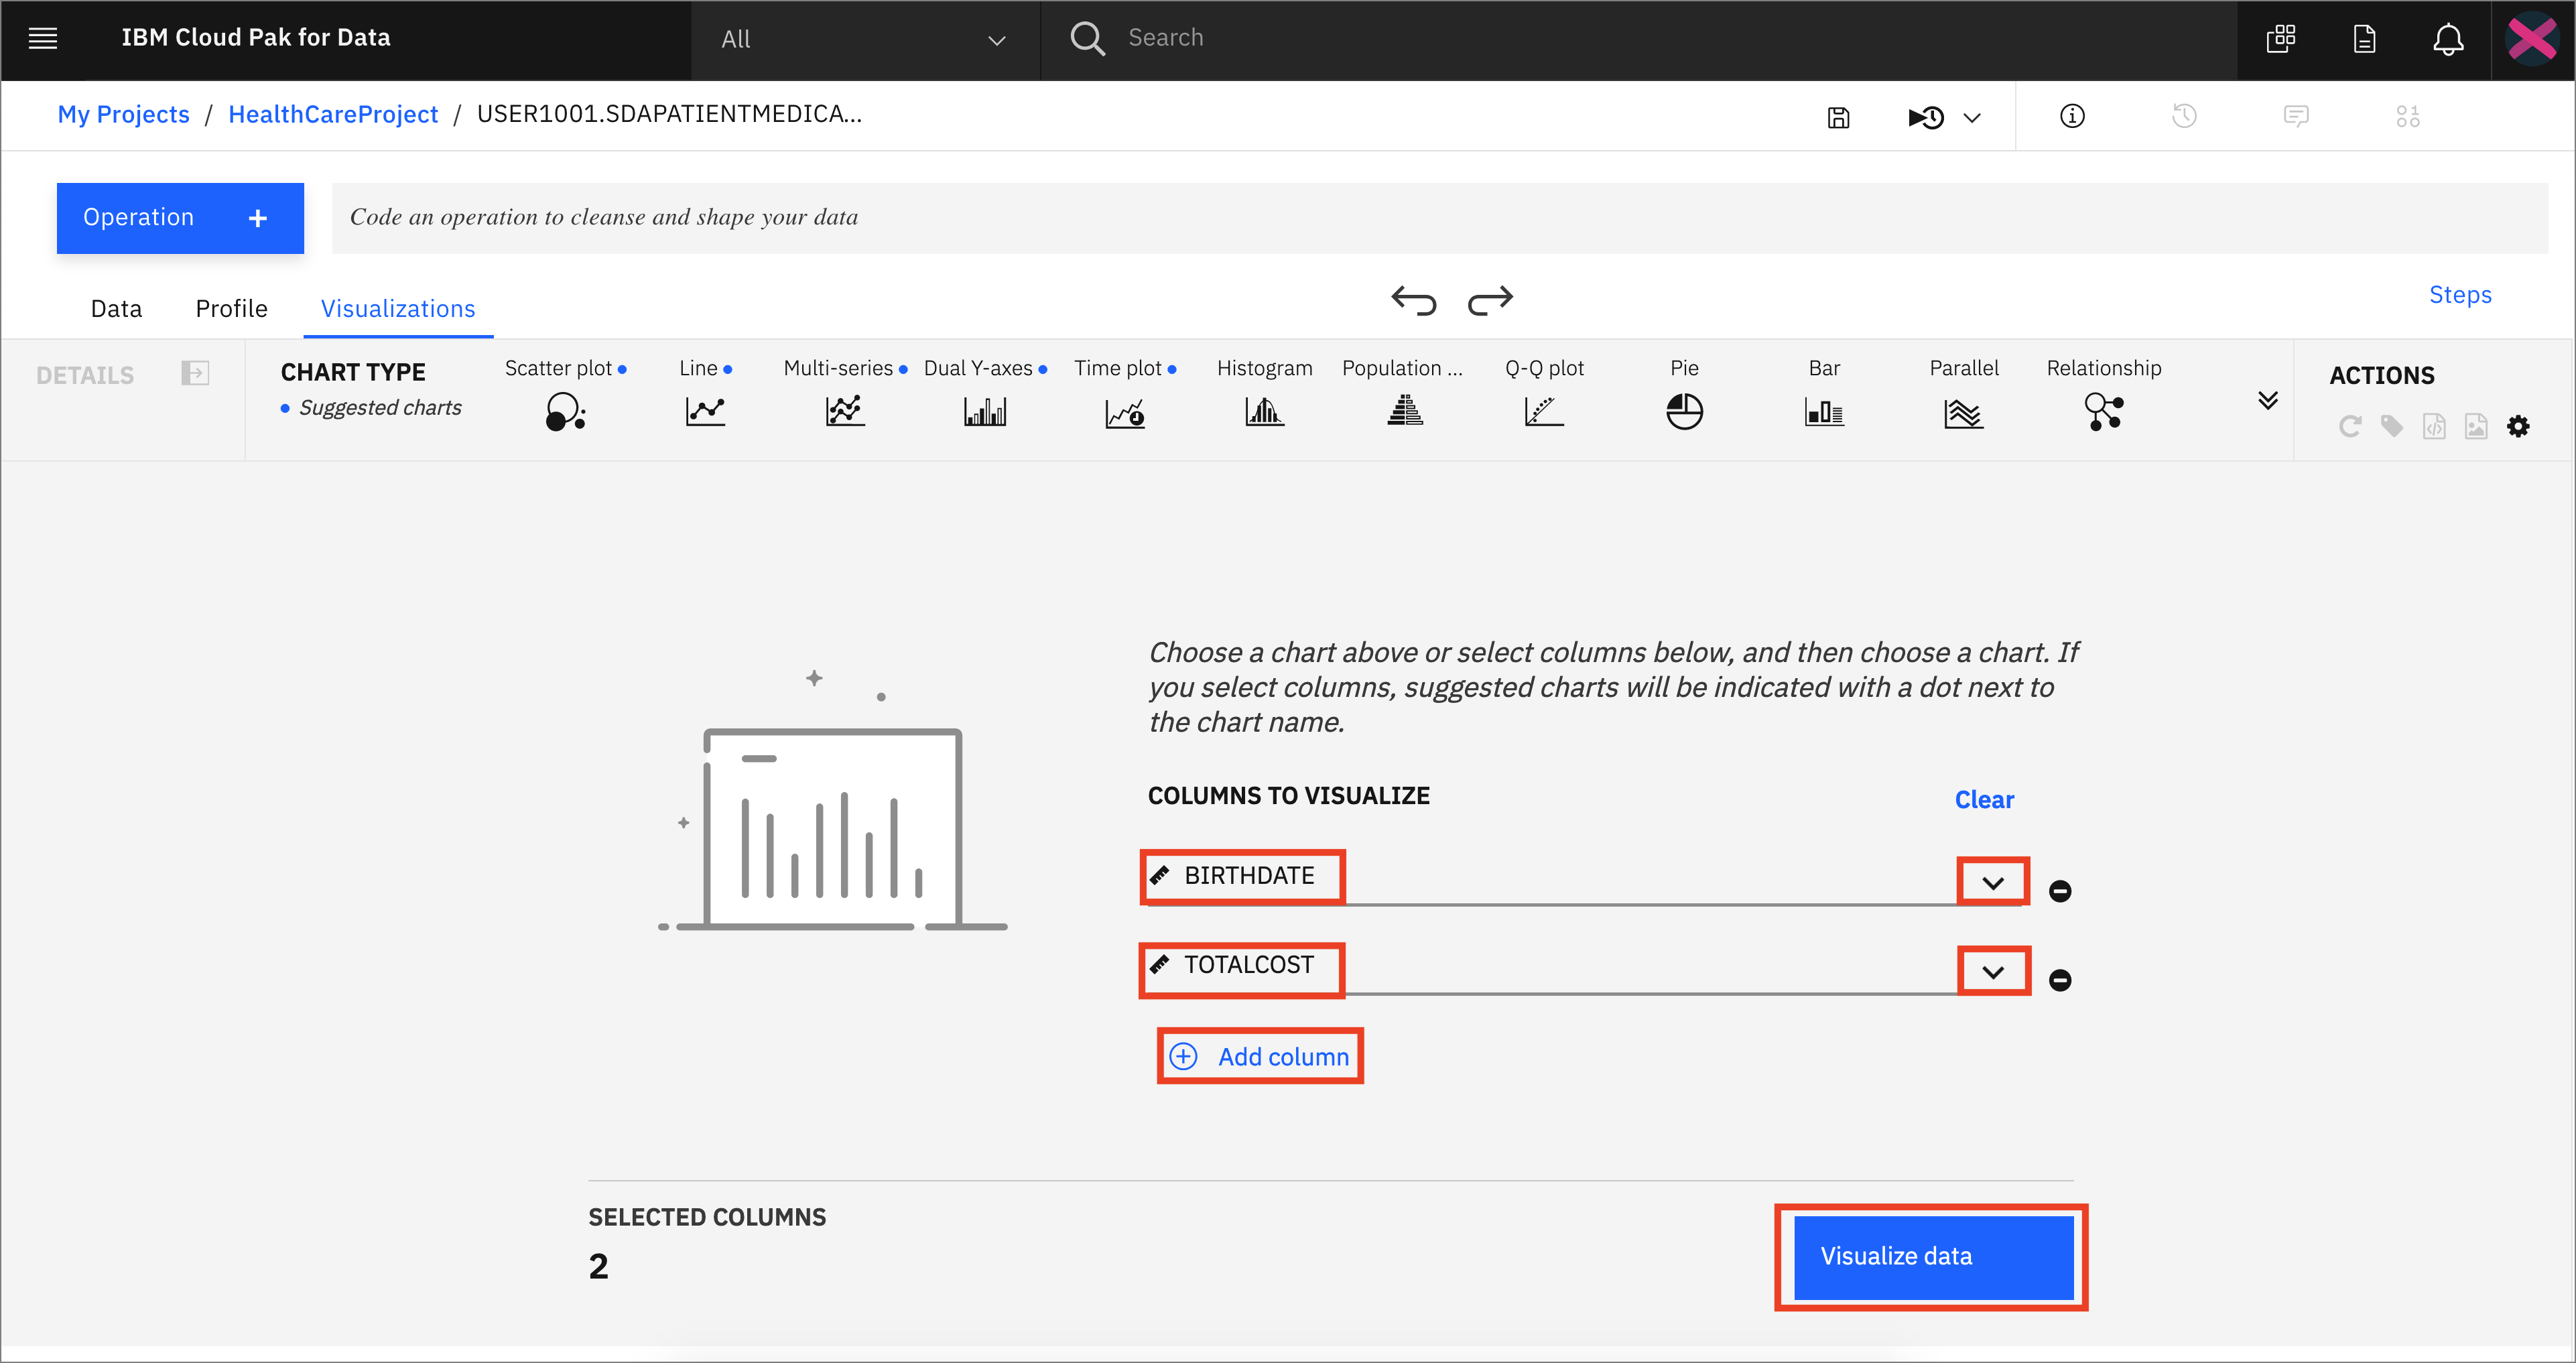 IBM Cloud Pak for Data
All
Search
My Projects / HealthCareProject / USER1001.SDAPATIENTMEDICA...
Operation +
Code an operation to cleanse and shape your data
Data
Profile
Visualizations
Steps
DETAILS
CHART TYPE
Suggested charts
Scatter plot
Line
Multi-series
Dual Y-axes
Time plot
Histogram
Population ...
Q-Q plot
Pie
Bar
Parallel
Relationship
ACTIONS
Choose a chart above or select columns below, and then choose a chart. If
you select columns, suggested charts will be indicated with a dot next to
the chart name.
COLUMNS TO VISUALIZE
Clear
BIRTHDATE
TOTALCOST
Add column
SELECTED COLUMNS
2
Visualize data